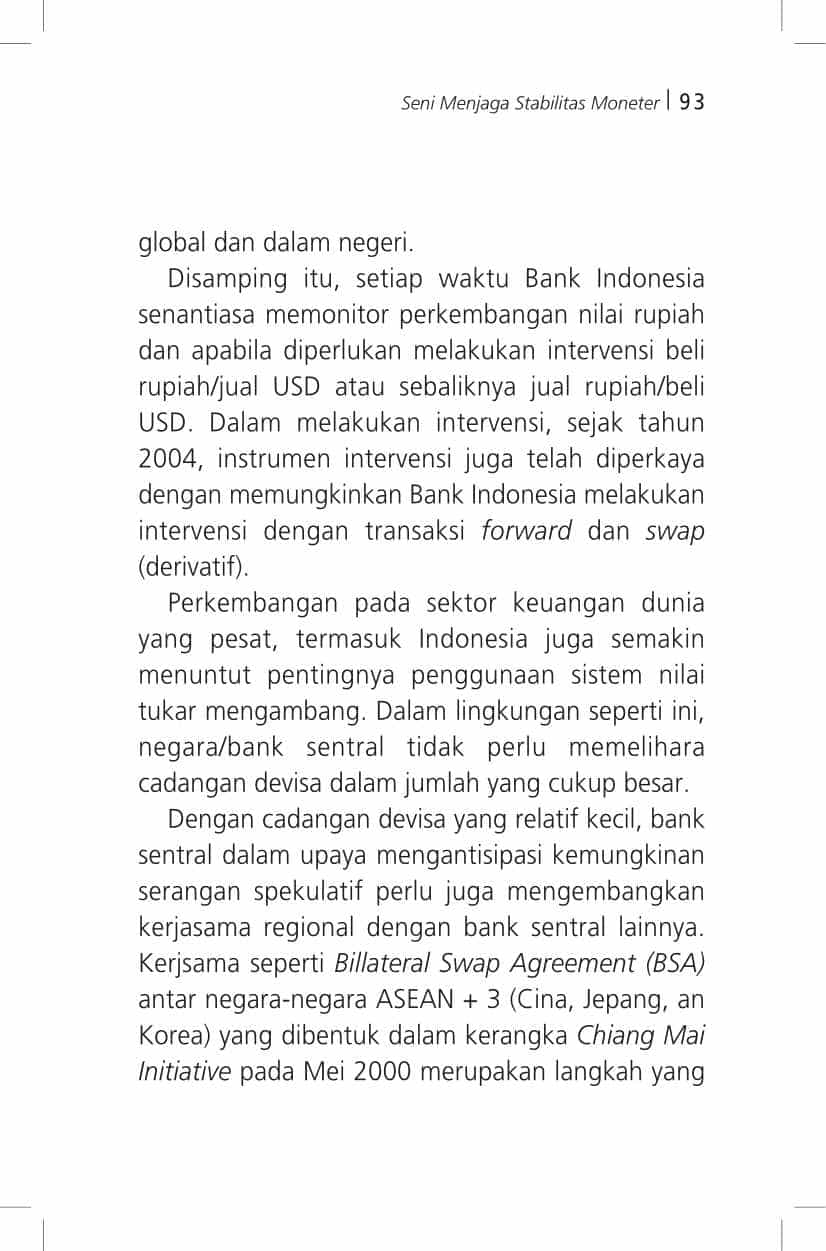 Seni Menjaga Stabilitas Moneter | 93
global dan dalam negeri.
Disamping itu, setiap waktu Bank Indonesia
senantiasa memonitor perkembangan nilai rupiah
dan apabila diperlukan melakukan intervensi beli
rupiah/jual USD atau sebaliknya jual rupiah/beli
USD. Dalam melakukan intervensi, sejak tahun
2004, instrumen intervensi juga telah diperkaya
dengan memungkinkan Bank Indonesia melakukan
intervensi dengan transaksi forward dan swap
(derivatif).
Perkembangan pada sektor keuangan dunia
yang pesat, termasuk Indonesia juga semakin
menuntut pentingnya penggunaan sistem nilai
tukar mengambang. Dalam lingkungan seperti ini,
negara/bank sentral tidak perlu memelihara
cadangan devisa dalam jumlah yang cukup besar.
Dengan cadangan devisa yang relatif kecil, bank
sentral dalam upaya mengantisipasi kemungkinan
serangan spekulatif perlu juga mengembangkan
kerjasama regional dengan bank sentral lainnya.
Kerjsama seperti Billateral Swap Agreement (BSA)
antar negara-negara ASEAN + 3 (Cina, Jepang, an
Korea) yang dibentuk dalam kerangka Chiang Mai
Initiative pada Mei 2000 merupakan langkah yang